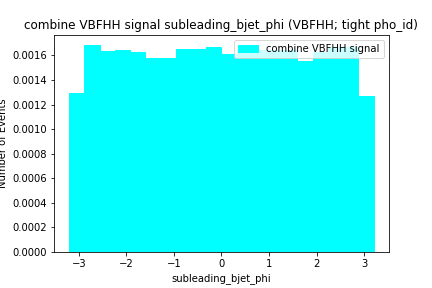 combine VBFHH signal subleading_bjet_phi (VBFHH; tight pho_id)
combine VBFHH signal
0.0016
0.0014
0.0012
0.0010
0.0008
0.0006
0.0004
0.0002
0.0000
Number of Events
−3 −2 −1 0 1 2 3
subleading_bjet_phi